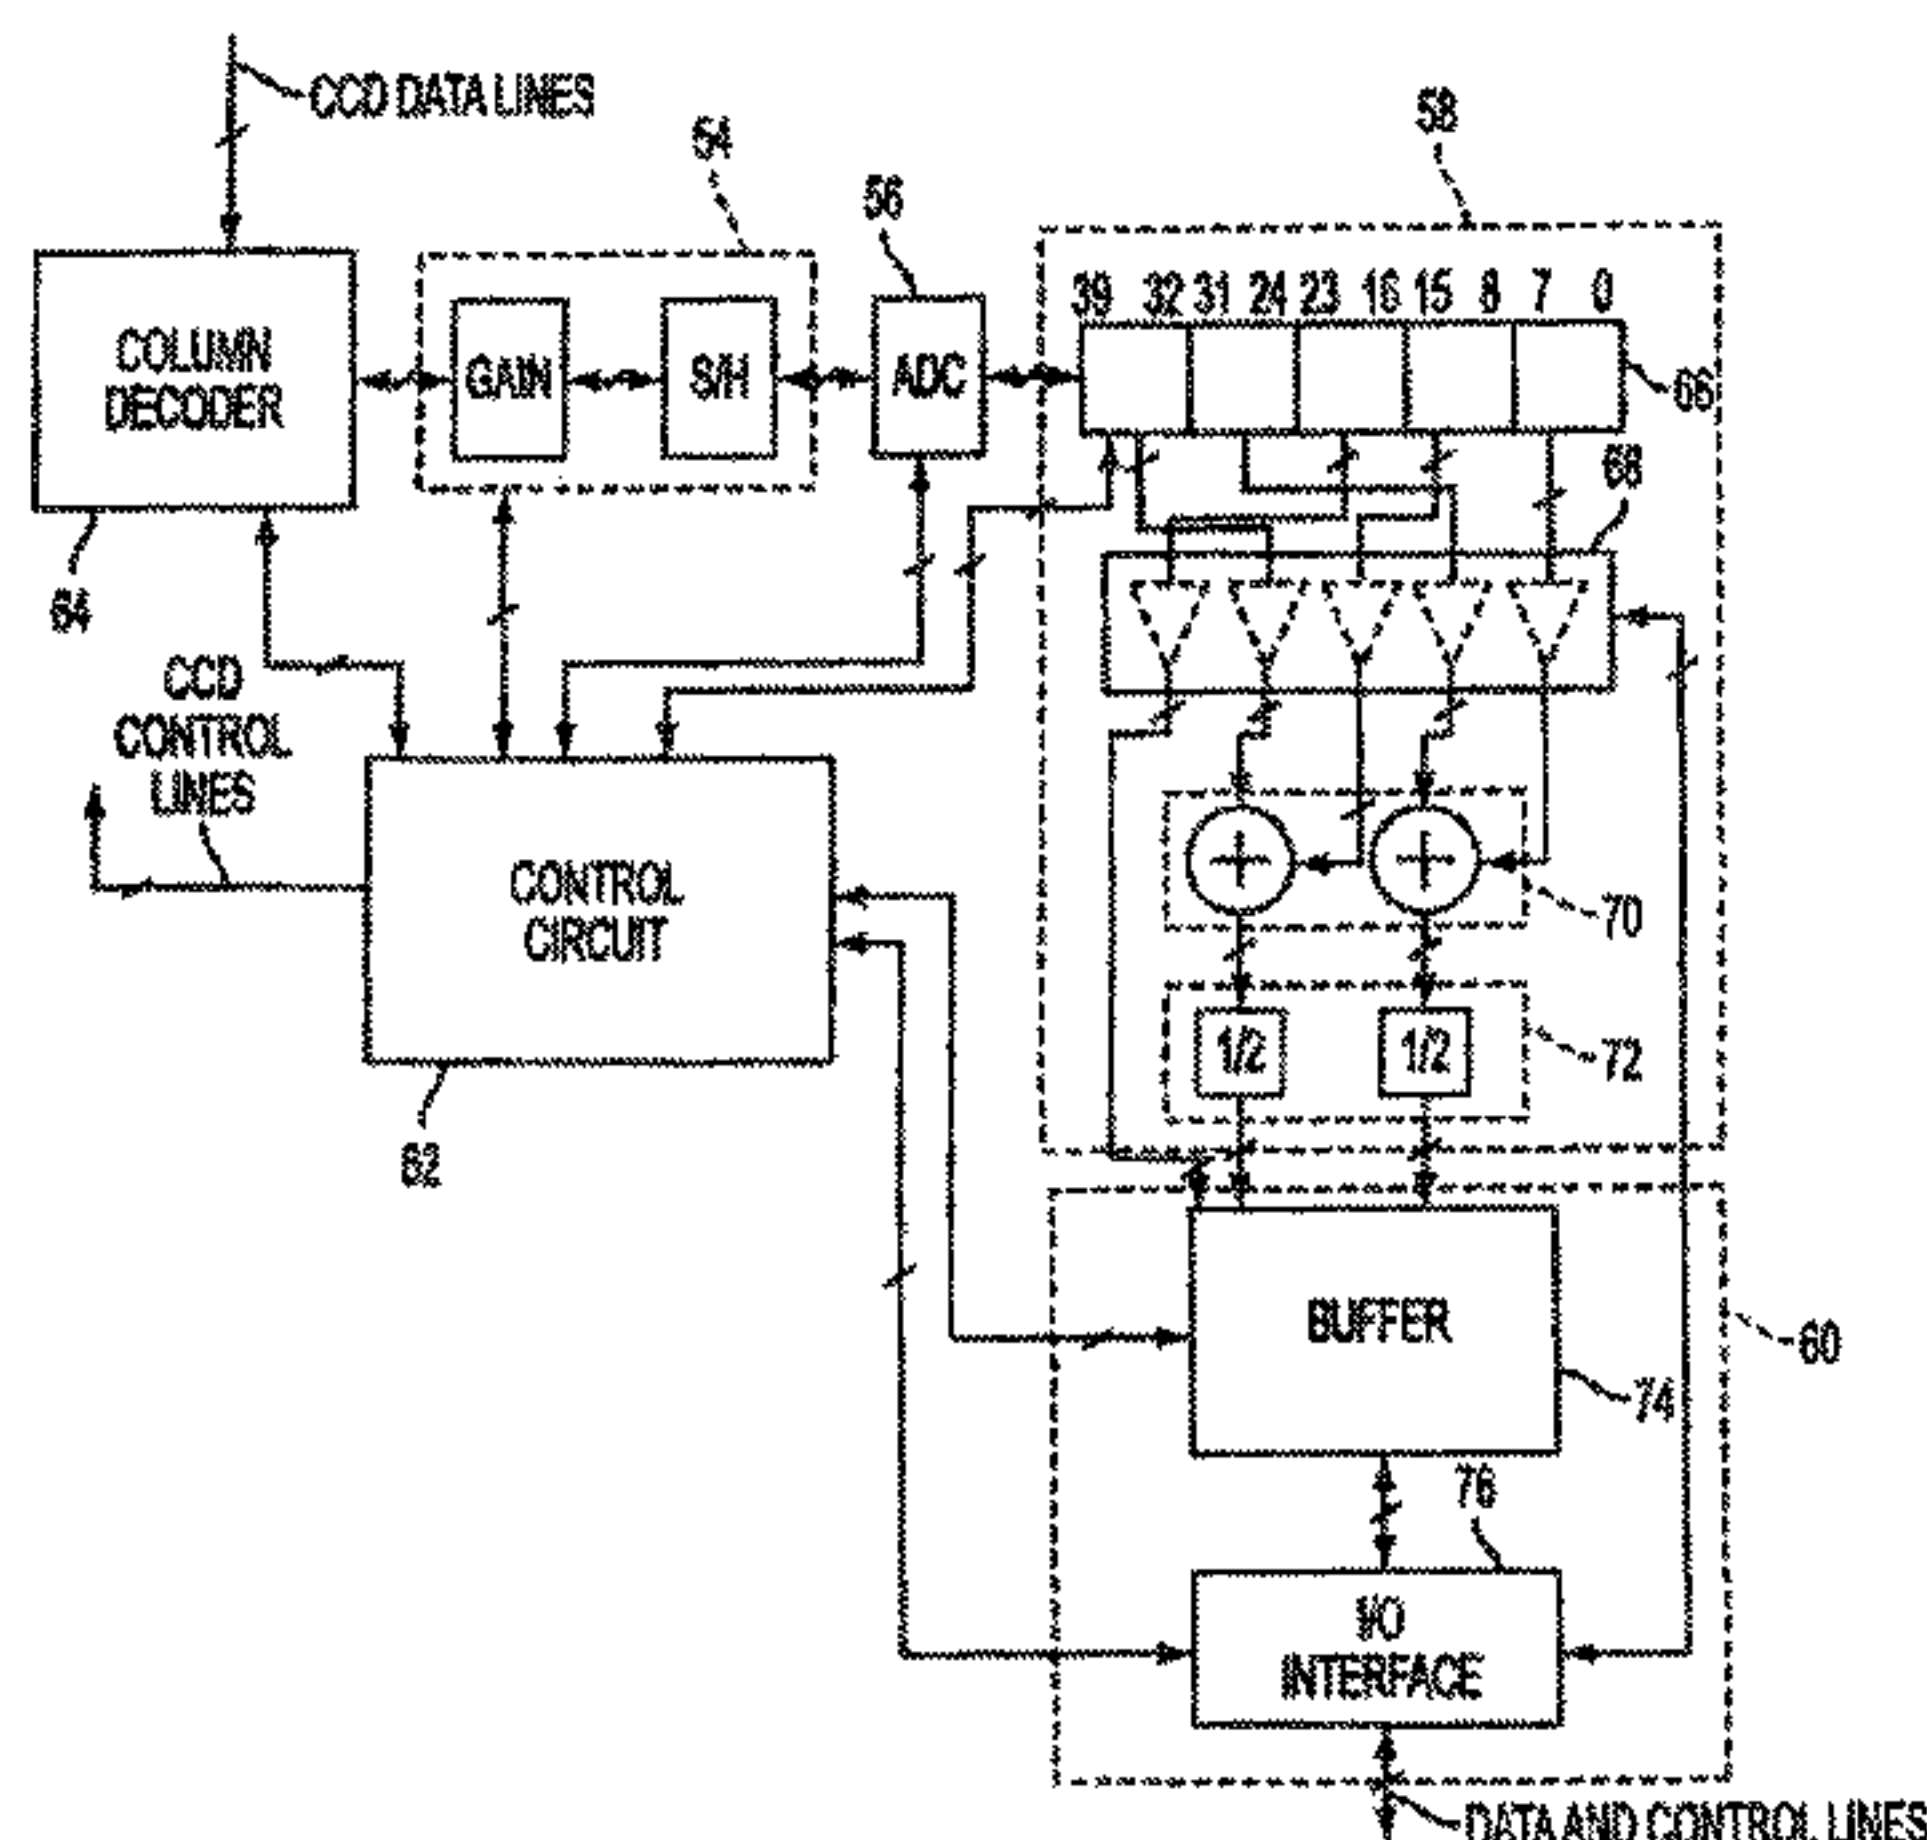 CCD DATA LINES
54
56
58
COLUMN
DECODER
GAIN
S/H
ADC
39 32 31 24 23 16 15 8 7 0
66
68
64
CCD
CONTROL
LINES
CONTROL
CIRCUIT
62
+
+
70
1/2
1/2
72
BUFFER
60
74
76
I/O
INTERFACE
DATA AND CONTROL LINES